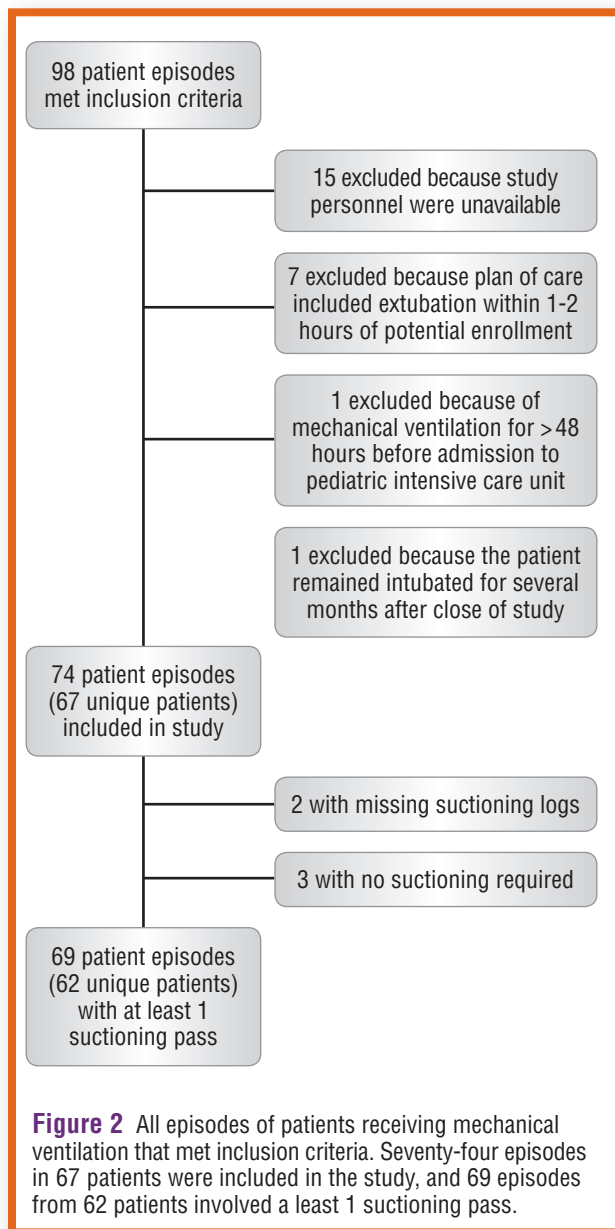 98 patient episodes
met inclusion criteria
15 excluded because study
personnel were unavailable
7 excluded because plan of care
included extubation within 1-2
hours of potential enrollment
1 excluded because of
mechanical ventilation for >48
hours before admission to
pediatric intensive care unit
1 excluded because the patient
remained intubated for several
months after close of study
74 patient episodes
(67 unique patients)
included in study
2 with missing suctioning logs
3 with no suctioning required
69 patient episodes
(62 unique patients)
with at least 1
suctioning pass
Figure 2 All episodes of patients receiving mechanical
ventilation that met inclusion criteria. Seventy-four episodes
in 67 patients were included in the study, and 69 episodes
from 62 patients involved a least 1 suctioning pass.